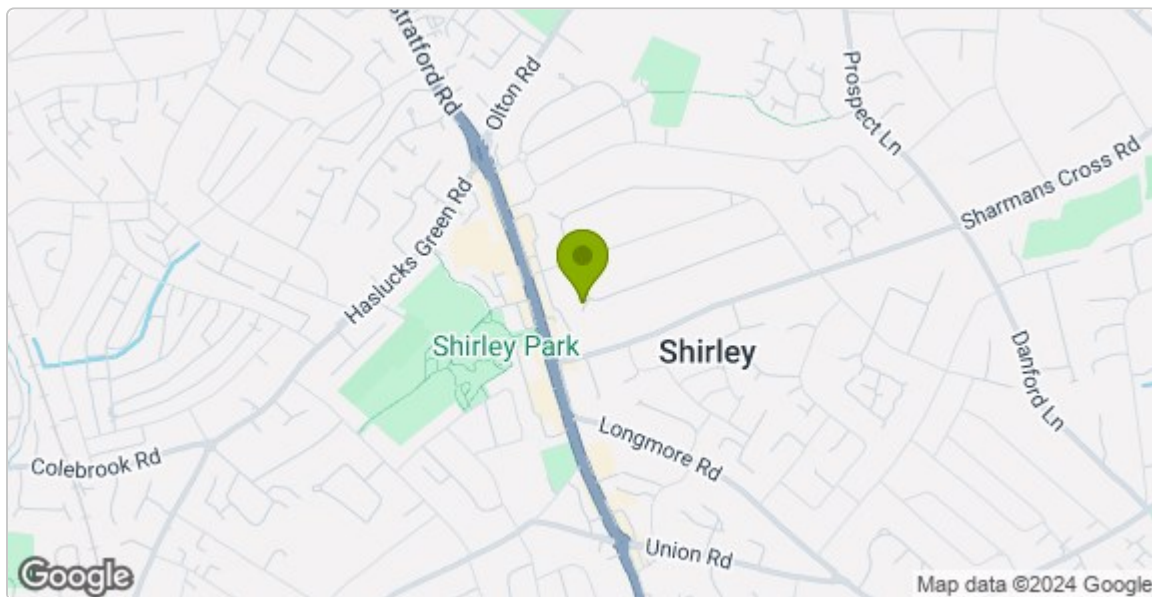 Stratford Rd
Olton Rd
Prospect Ln
Sharmans Cross Rd
Haslucks Green Rd
Shirley Park
Shirley
Danford Ln
Longmore Rd
Colebrook Rd
Union Rd
Google
Map data ©2024 Google